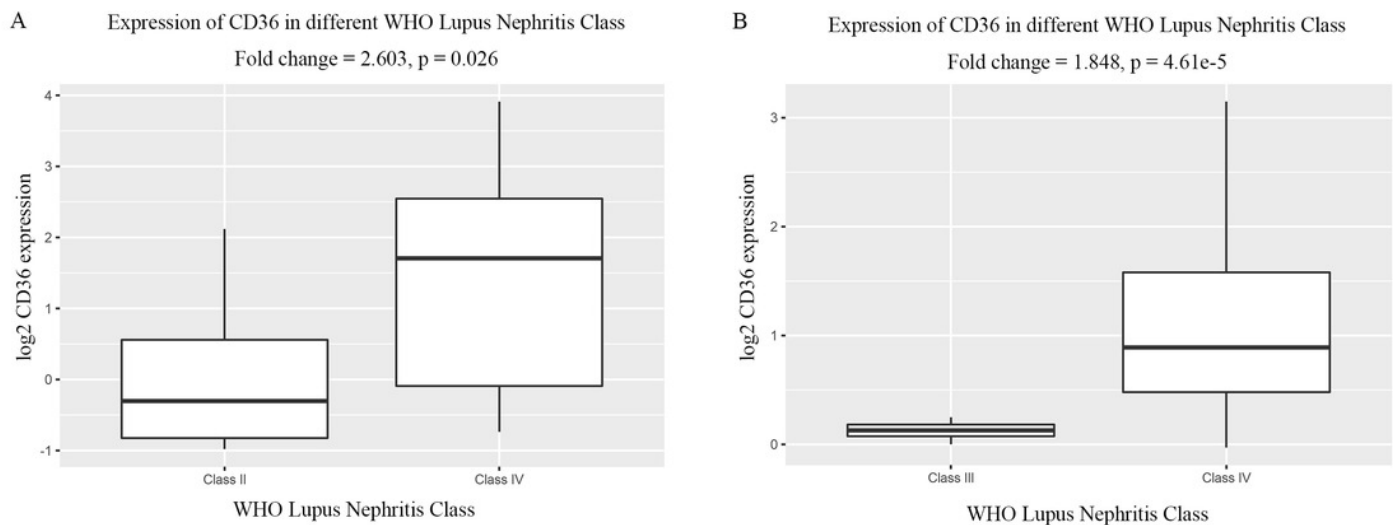 A
Expression of CD36 in different WHO Lupus Nephritis Class
Fold change = 2.603, p = 0.026
log2 CD36 expression
4
3
2
1
0
-1
Class II
Class IV
WHO Lupus Nephritis Class
B
Expression of CD36 in different WHO Lupus Nephritis Class
Fold change = 1.848, p = 4.61e-5
log2 CD36 expression
3
2
1
0
Class III
Class IV
WHO Lupus Nephritis Class